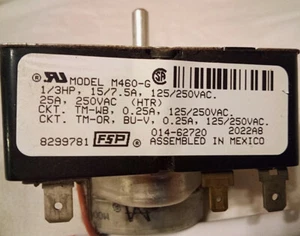 MODEL M460-G
1/3HP, 15/7.5A, 125/250VAC.
25A, 250VAC (HTR)
CKT. TM-WB, 0.25A, 125/250VAC.
CKT. TM-OR, BU-V, 0.25A, 125/250VAC.
014-62720 2022A8
8299781 FSP ASSEMBLED IN MEXICO